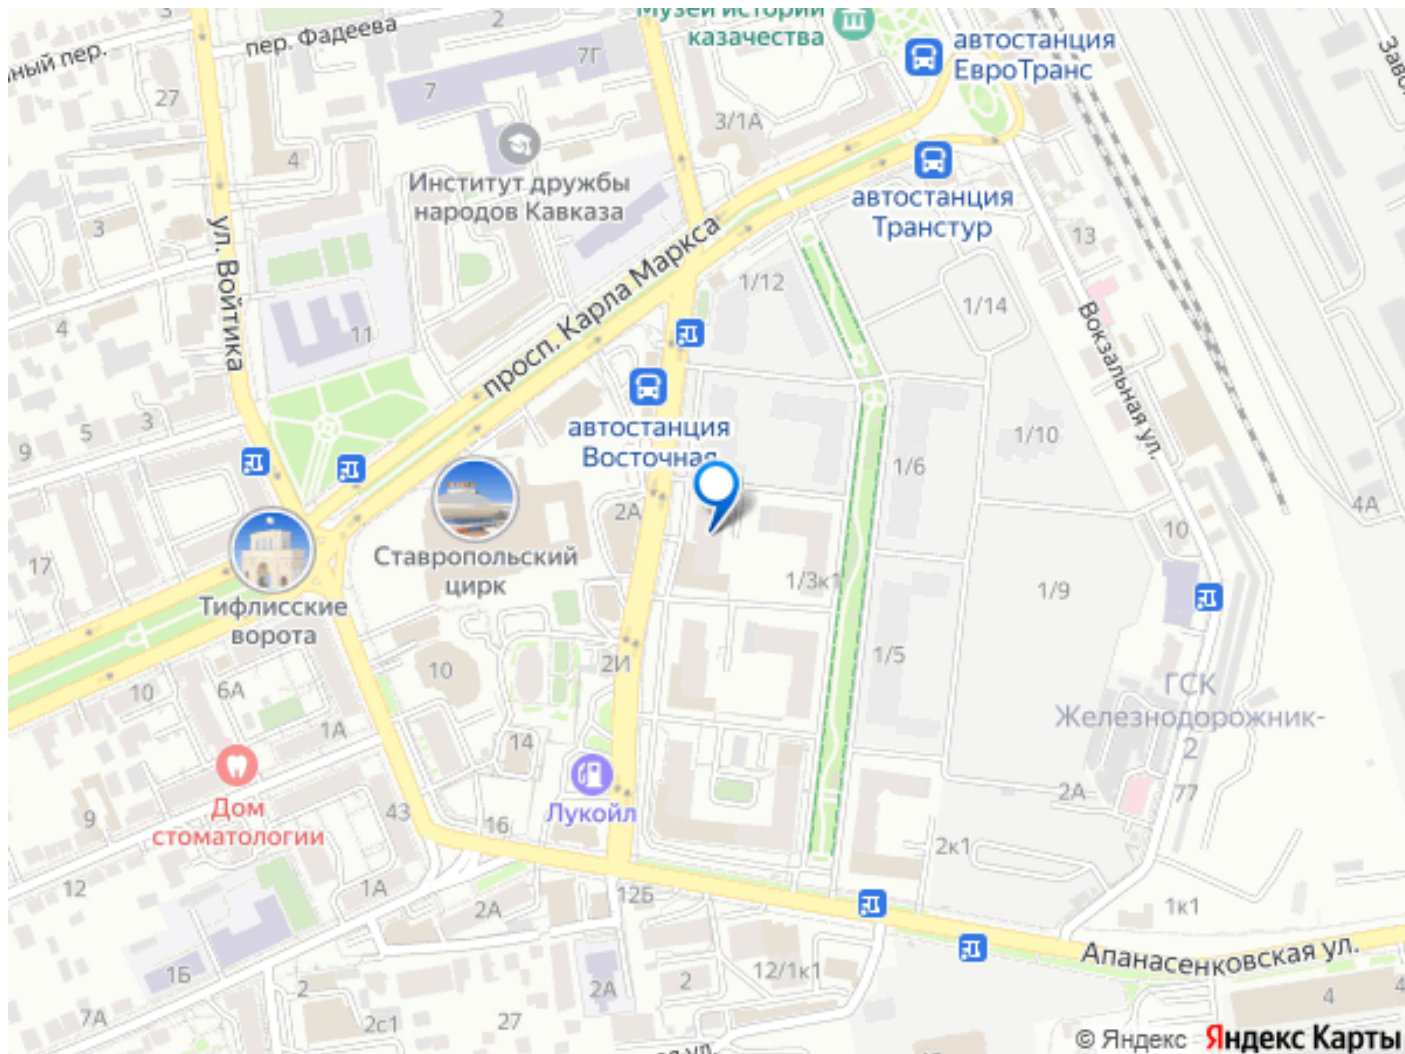 Музей истории
казачества
автостанция
ЕвроТранс
пер. Фадеева
ный пер.
2
7Г
7
27
3/1А
4
Институт дружбы
народов Кавказа
автостанция
Транстур
ул. Войтика
3
13
просп. Карла Маркса
1/12
1/14
4
11
Вокзальная ул.
автостанция
Восточная
3
5
9
1/10
1/6
4А
2А
10
17
Ставропольский
цирк
Тифлисские
ворота
1/3к1
1/9
2И
1/5
10
10
6А
ГСК
Железнодорожник-
2
1А
14
Лукойл
Дом
стоматологии
2А
77
9
43
16
2к1
12
1А
2А
12Б
1к1
Апанасенковская ул.
1Б
2
2А
2
12/1к1
4
4
7А
2с1
27
ул.
© Яндекс Яндекс Карты